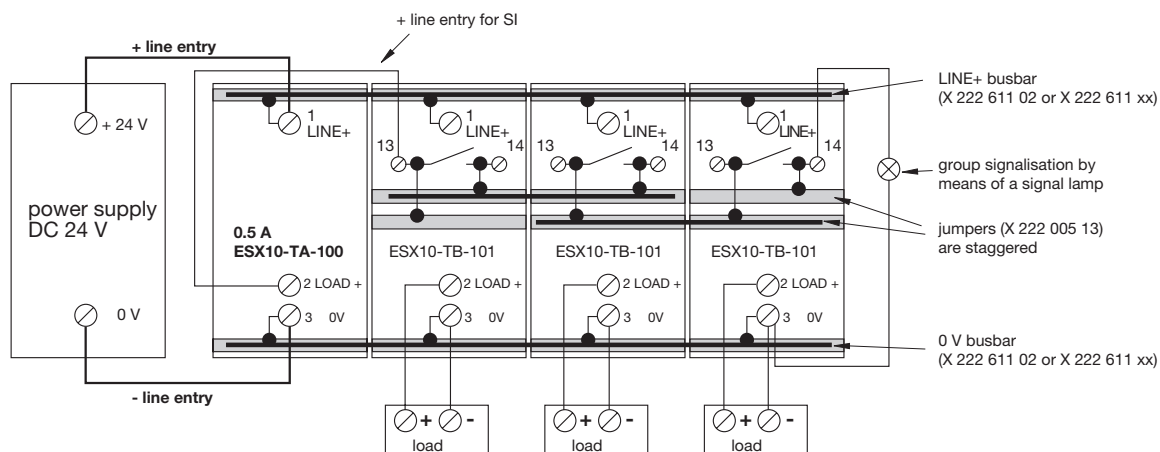 + line entry for SI
+ line entry
LINE+ busbar
(X 222 611 02 or X 222 611 xx)
+ 24 V
1
LINE+
1
LINE+
1
LINE+
1
LINE+
13
14
13
14
13
14
group signalisation by
means of a signal lamp
power supply
DC 24 V
jumpers (X 222 005 13)
are staggered
0.5 A
ESX10-TA-100
ESX10-TB-101
ESX10-TB-101
ESX10-TB-101
2 LOAD +
2 LOAD +
2 LOAD +
2 LOAD +
0 V
3 0V
3 0V
3 0V
3 0V
0 V busbar
(X 222 611 02 or X 222 611 xx)
- line entry
+ -
+ -
+ -
load
load
load